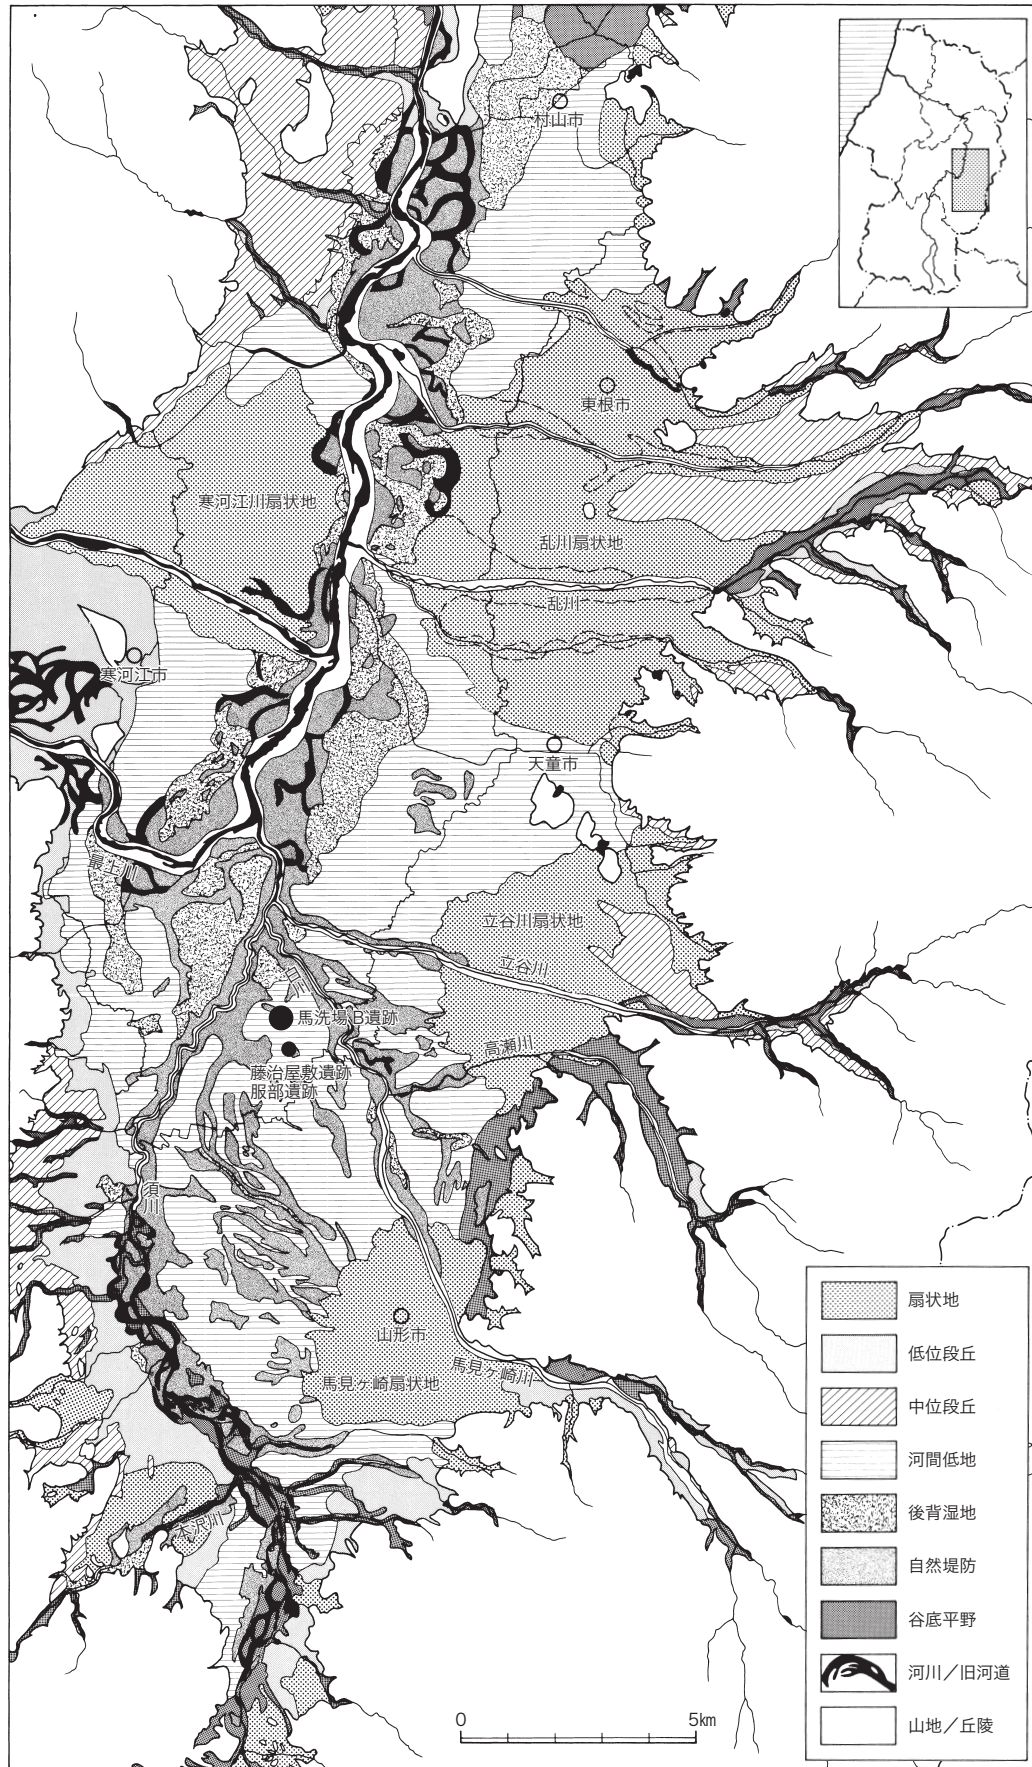 村山市
東根市
寒河江川扇状地
乱川扇状地
乱川
寒河江市
天童市
最上川
立谷川扇状地
立谷川
白川
馬洗場B遺跡
高瀬川
藤治屋敷遺跡
服部遺跡
須川
山形市
馬見ヶ崎川
馬見ヶ崎扇状地
本沢川
扇状地
低位段丘
中位段丘
河間低地
後背湿地
自然堤防
谷底平野
河川／旧河道
山地／丘陵
0 5km